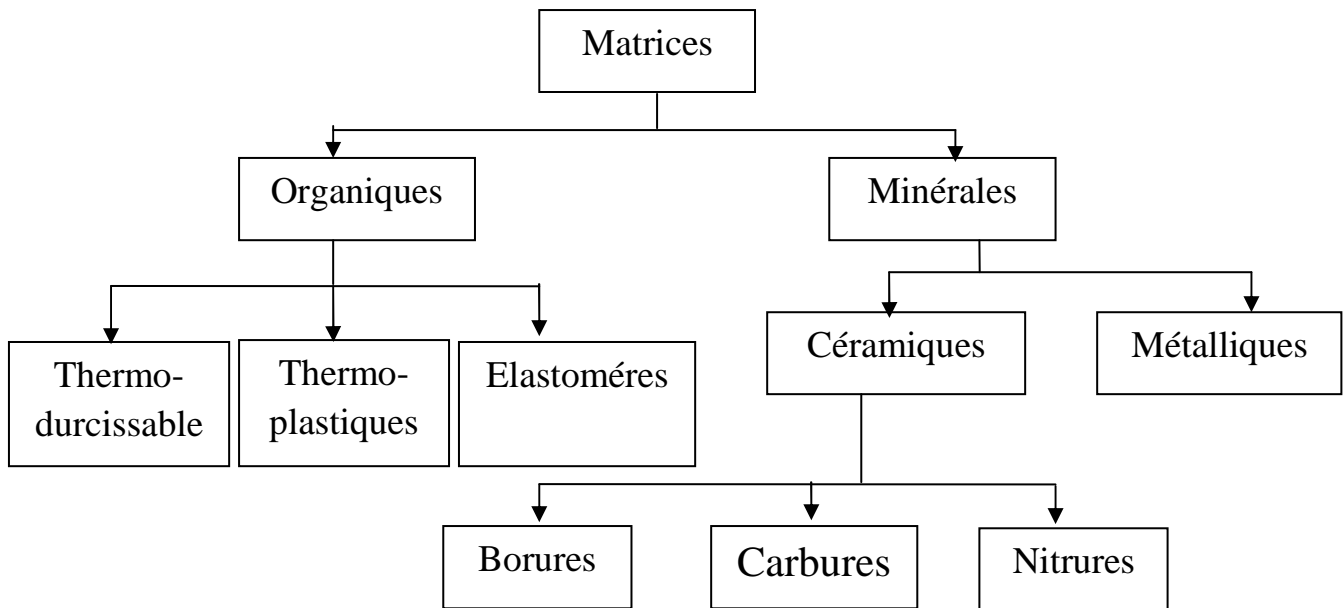 Matrices
Organiques
Minérales
Thermo-
durcissable
Thermo-
plastiques
Elastoméres
Céramiques
Métalliques
Borures
Carbures
Nitrures